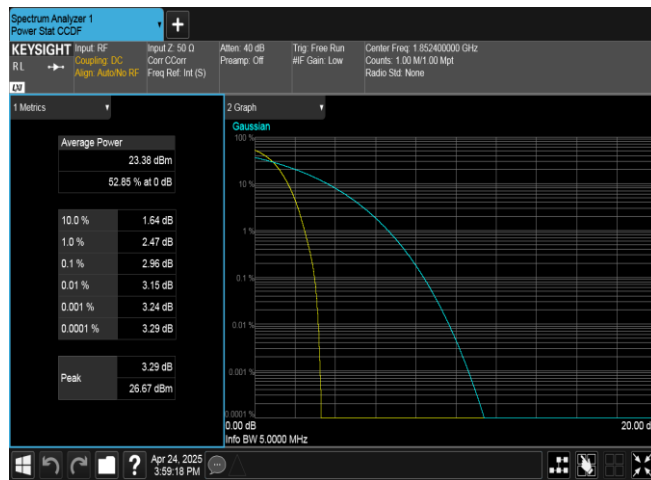 Spectrum Analyzer 1
Power Stat CCDF
+
KEYSIGHT
R L
LXI
Input: RF
Coupling: DC
Align: Auto/No RF
Input Z: 50 Ω
Corr CCorr
Freq Ref: Int (S)
Atten: 40 dB
Preamp: Off
Trig: Free Run
#IF Gain: Low
Center Freq: 1.852400000 GHz
Counts: 1.00 M/1.00 Mpt
Radio Std: None
1 Metrics
Average Power
23.38 dBm
52.85 % at 0 dB
10.0 % 1.64 dB
1.0 % 2.47 dB
0.1 % 2.96 dB
0.01 % 3.15 dB
0.001 % 3.24 dB
0.0001 % 3.29 dB
Peak
3.29 dB
26.67 dBm
2 Graph
Gaussian
100 %
10 %
1 %
0.1 %
0.01 %
0.001 %
0.0001 %
0.00 dB
20.00 d
Info BW 5.0000 MHz
?
Apr 24, 2025
3:59:18 PM